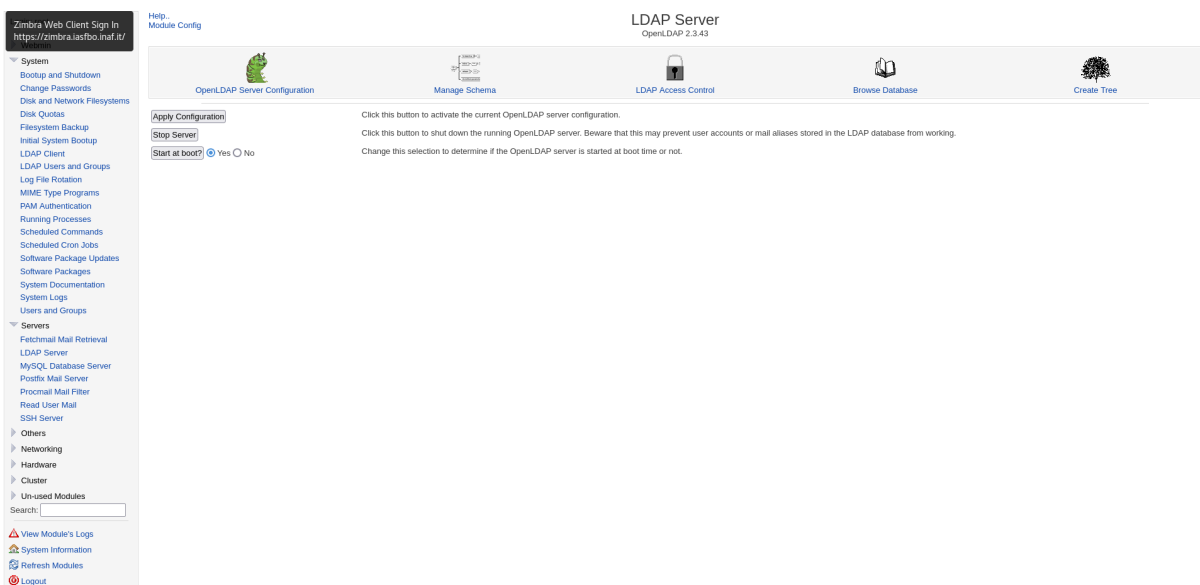 Zimbra Web Client Sign In
https://zimbra.iasfbo.inaf.it/
Webmin
System
Bootup and Shutdown
Change Passwords
Disk and Network Filesystems
Disk Quotas
Filesystem Backup
Initial System Bootup
LDAP Client
LDAP Users and Groups
Log File Rotation
MIME Type Programs
PAM Authentication
Running Processes
Scheduled Commands
Scheduled Cron Jobs
Software Package Updates
Software Packages
System Documentation
System Logs
Users and Groups
Servers
Fetchmail Mail Retrieval
LDAP Server
MySQL Database Server
Postfix Mail Server
Procmail Mail Filter
Read User Mail
SSH Server
Others
Networking
Hardware
Cluster
Un-used Modules
Search:
View Module's Logs
System Information
Refresh Modules
Logout
Help..
Module Config
LDAP Server
OpenLDAP 2.3.43
OpenLDAP Server Configuration
Manage Schema
LDAP Access Control
Browse Database
Create Tree
Apply Configuration Click this button to activate the current OpenLDAP server configuration.
Stop Server Click this button to shut down the running OpenLDAP server. Beware that this may prevent user accounts or mail aliases stored in the LDAP database from working.
Start at boot? Yes No Change this selection to determine if the OpenLDAP server is started at boot time or not.